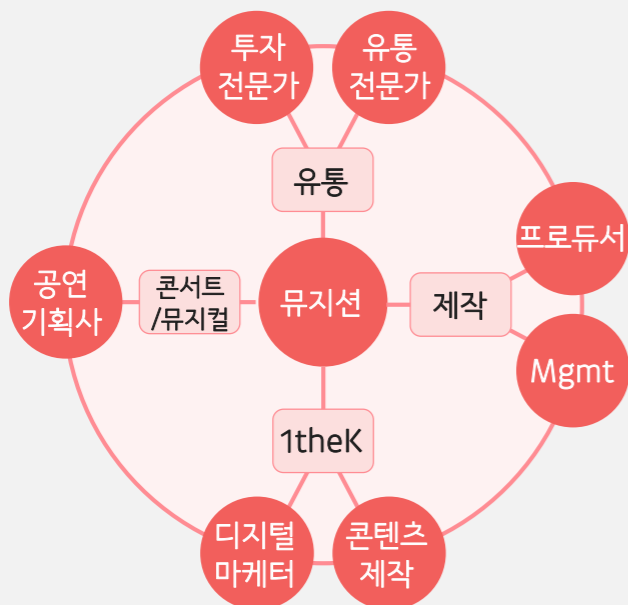 투자
전문가
유통
전문가
유통
프로듀서
공연
기획사
콘서트
/뮤지컬
뮤지션
제작
Mgmt
1theK
디지털
마케터
콘텐츠
제작